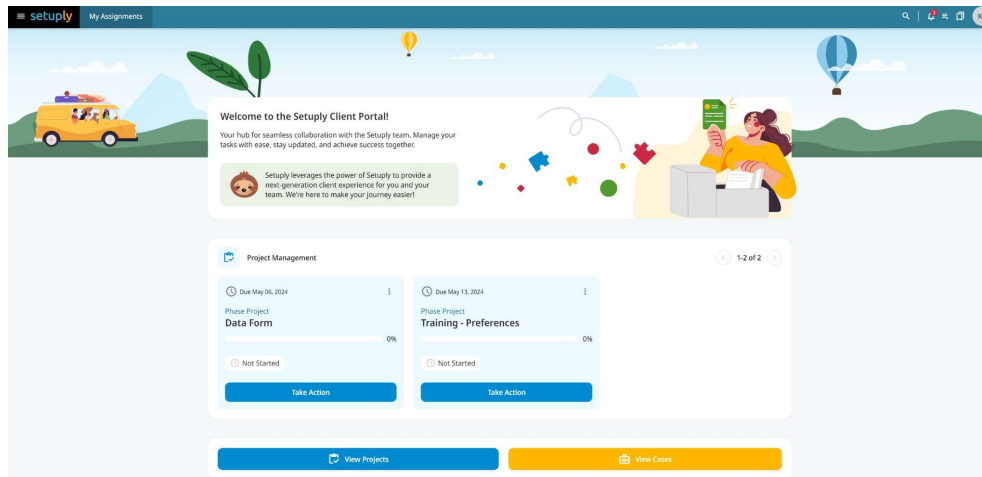 setuply My Assignments
K
Welcome to the Setuply Client Portal!
Your hub for seamless collaboration with the Setuply team. Manage your
tasks with ease, stay updated, and achieve success together.
Setuply leverages the power of Setuply to provide a
next-generation client experience for you and your
team. We're here to make your journey easier!
Project Management
1-2 of 2
Due May 06, 2024
Phase Project
Data Form
0%
Not Started
Take Action
Due May 13, 2024
Phase Project
Training - Preferences
0%
Not Started
Take Action
View Projects
View Cases